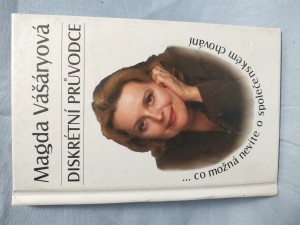 Magda Vášáryová
DISKRÉTNÍ PRŮVODCE
... co možná nevíte o společenském chování